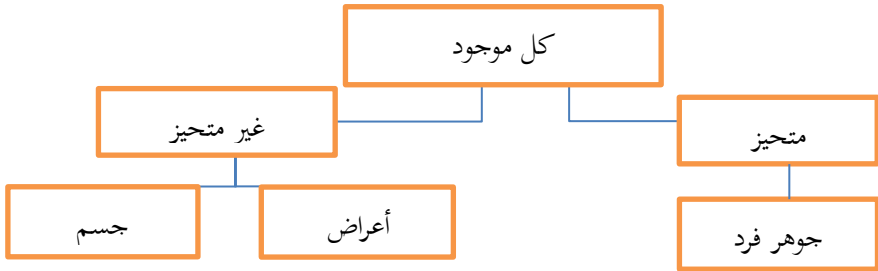 كل موجود
متحيز
غير متحيز
جوهر فرد
أعراض
جسم